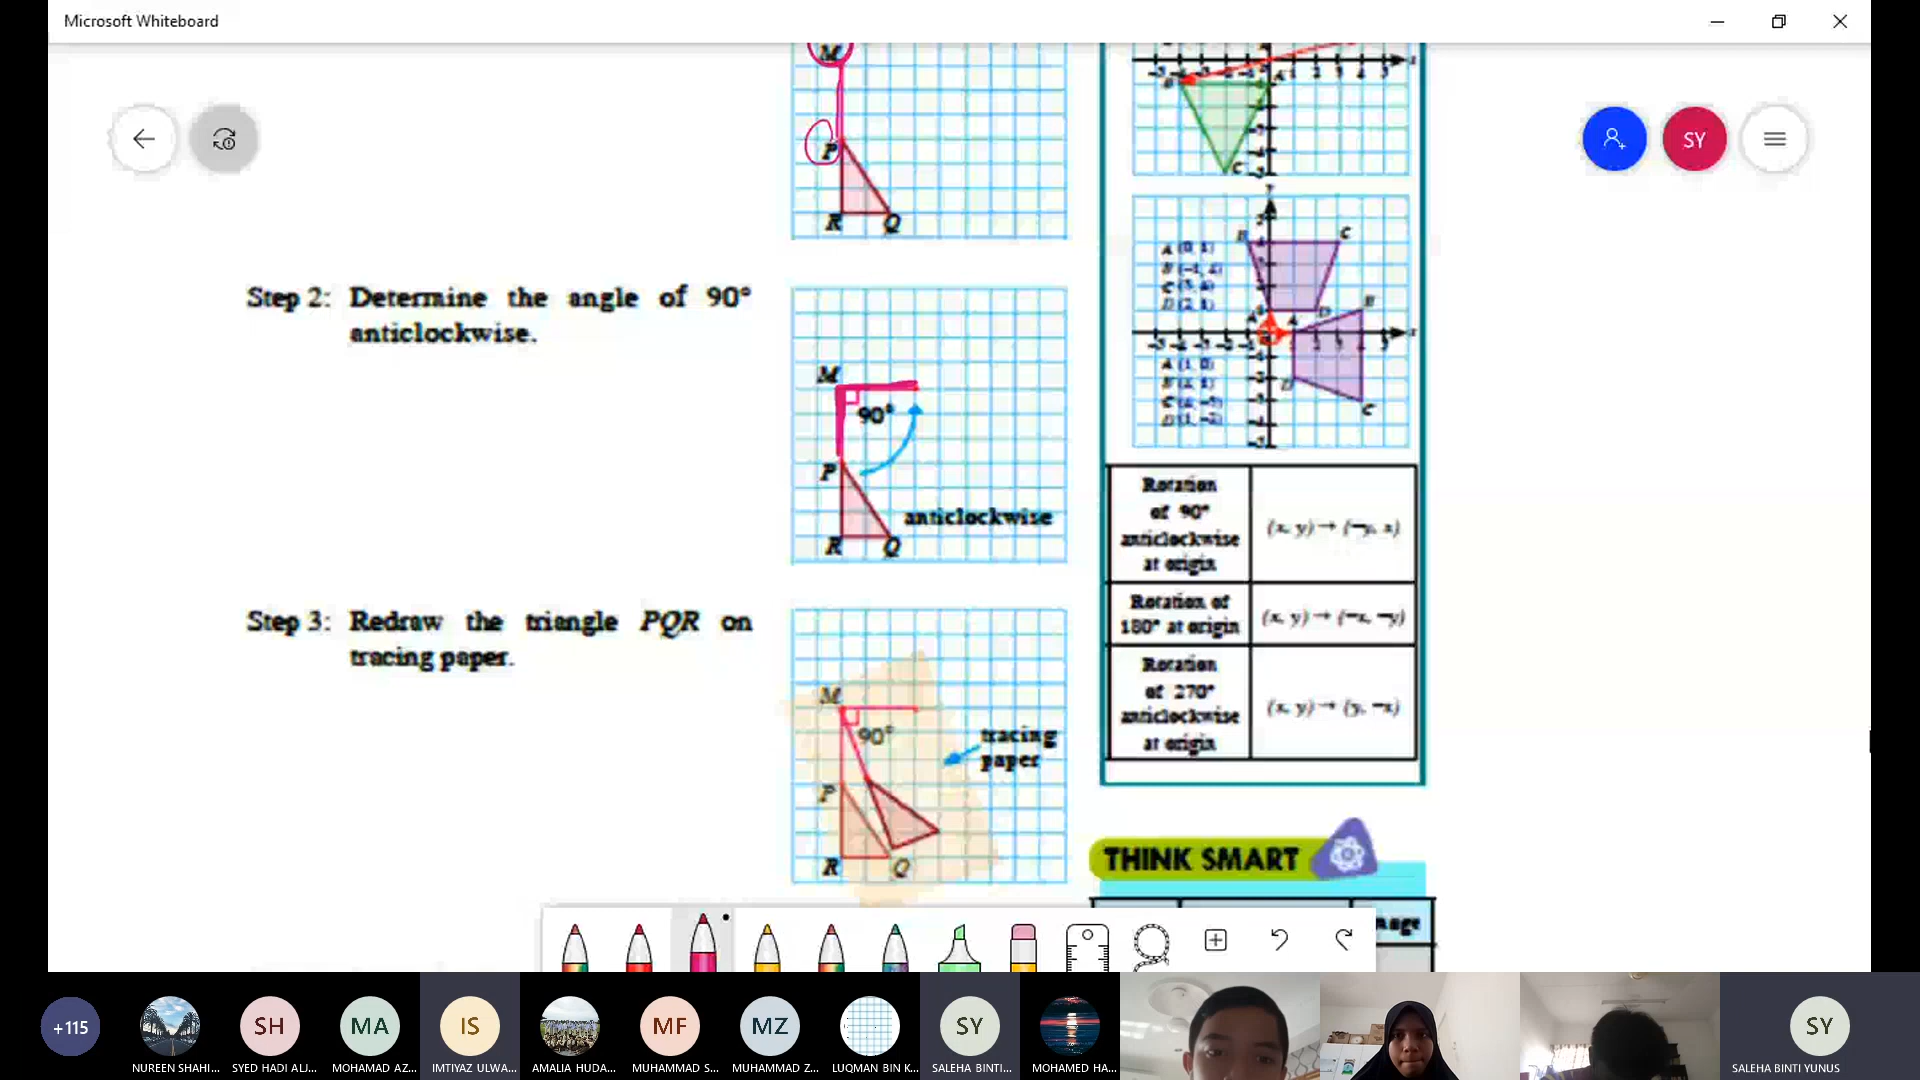 Microsoft Whiteboard
SY
M
P
R
Q
Step 2: Determine the angle of 90°
anticlockwise.
M
90°
P
anticlockwise
R
Q
Step 3: Redraw the triangle PQR on
tracing paper.
M
90°
tracing
paper
P
R
Q
C
C
B
D
A
D
C
Rotation
of 90°
anticlockwise
at origin
(x, y) → (−y, x)
Rotation of
180° at origin
(x, y) → (−x, −y)
Rotation
of 270°
anticlockwise
at origin
(x, y) → (y, −x)
THINK SMART
+115
NUREEN SHAHI...
SH
SYED HADI ALI...
MA
MOHAMAD AZ...
IS
IMTIYAZ ULWA...
AMALIA HUDA...
MF
MUHAMMAD S...
MZ
MUHAMMAD Z...
LUQMAN BIN K...
SY
SALEHA BINTI...
MOHAMED HA...
SY
SALEHA BINTI YUNUS